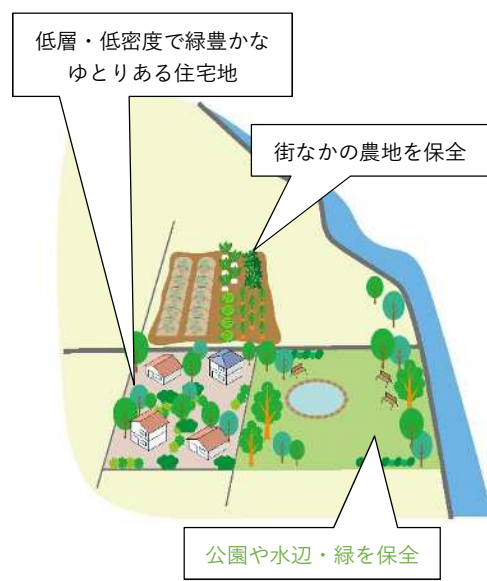 低層・低密度で緑豊かな
ゆとりある住宅地
街なかの農地を保全
公園や水辺・緑を保全